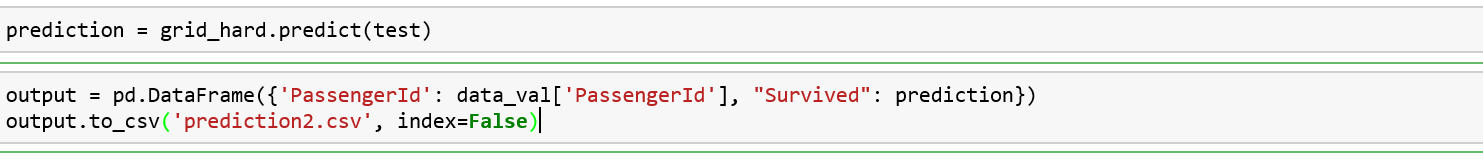 prediction = grid_hard.predict(test)
output = pd.DataFrame({'PassengerId': data_val['PassengerId'], "Survived": prediction})
output.to_csv('prediction2.csv', index=False)